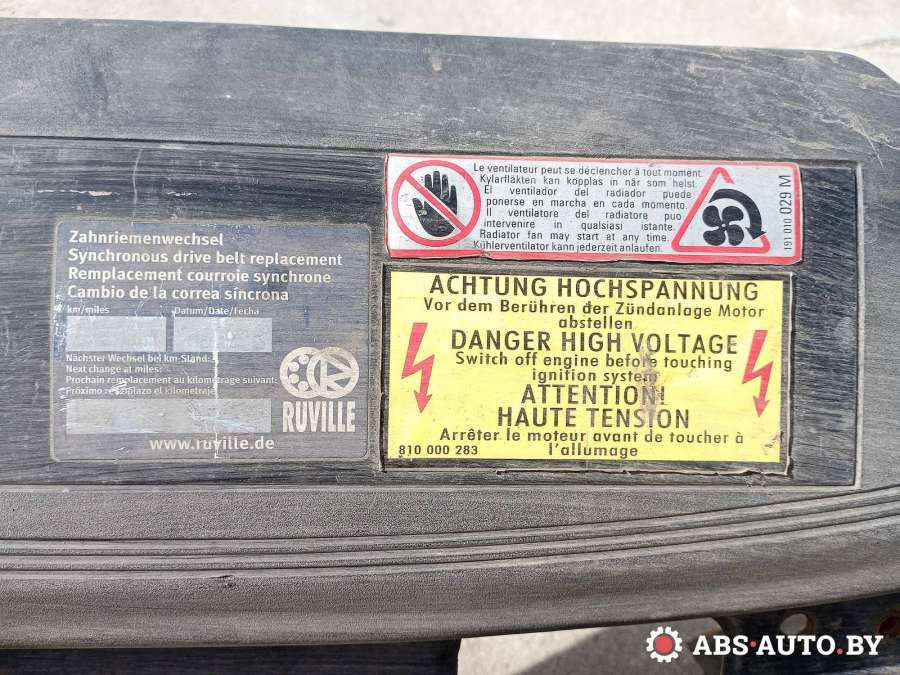 Zahnriemenwechsel
Synchronous drive belt replacement
Remplacement courroie synchrone
Cambio de la correa síncrona
km/miles Datum/Date/Fecha
Nächster Wechsel bei km-Stand:
Next change at miles:
Prochain remplacement au kilométrage suivant:
Próximo el kilometraje
RUVILLE
www.ruville.de
Le ventilateur peut se déclencher à tout moment.
Kylarfläkten kan kopplas in när som helst.
El ventilador del radiador puede
ponerse en marcha en cada momento.
Il ventilatore del radiatore puo
intervenire in qualsiasi istante.
Radiator fan may start at any time.
Kühlerventilator kann jederzeit anlaufen.
191 010 029 M
ACHTUNG HOCHSPANNUNG
Vor dem Berühren der Zündanlage Motor
abstellen
DANGER HIGH VOLTAGE
Switch off engine before touching
ignition system
ATTENTION!
HAUTE TENSION
Arrêter le moteur avant de toucher à
l'allumage
810 000 283
ABS-AUTO.BY